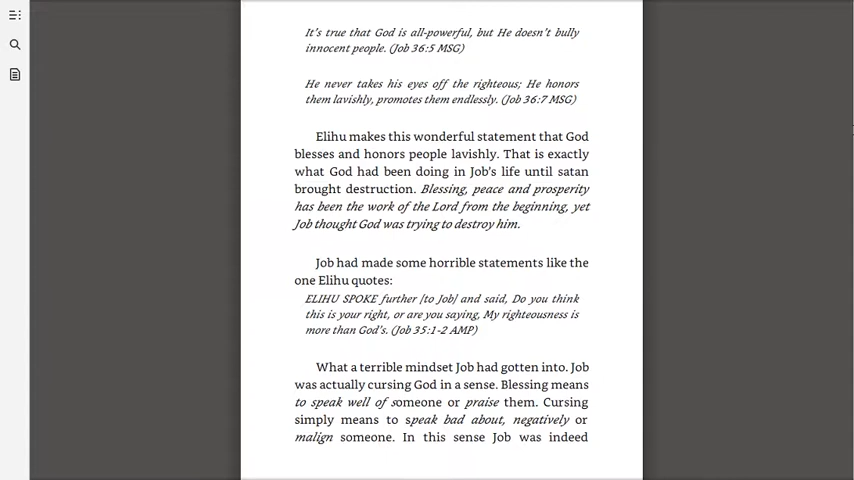 It's true that God is all-powerful, but He doesn't bully
innocent people. (Job 36:5 MSG)
He never takes his eyes off the righteous; He honors
them lavishly, promotes them endlessly. (Job 36:7 MSG)
Elihu makes this wonderful statement that God
blesses and honors people lavishly. That is exactly
what God had been doing in Job's life until satan
brought destruction. Blessing, peace and prosperity
has been the work of the Lord from the beginning, yet
Job thought God was trying to destroy him.
Job had made some horrible statements like the
one Elihu quotes:
ELIHU SPOKE further [to Job] and said, Do you think
this is your right, or are you saying, My righteousness is
more than God's. (Job 35:1-2 AMP)
What a terrible mindset Job had gotten into. Job
was actually cursing God in a sense. Blessing means
to speak well of someone or praise them. Cursing
simply means to speak bad about, negatively or
malign someone. In this sense Job was indeed